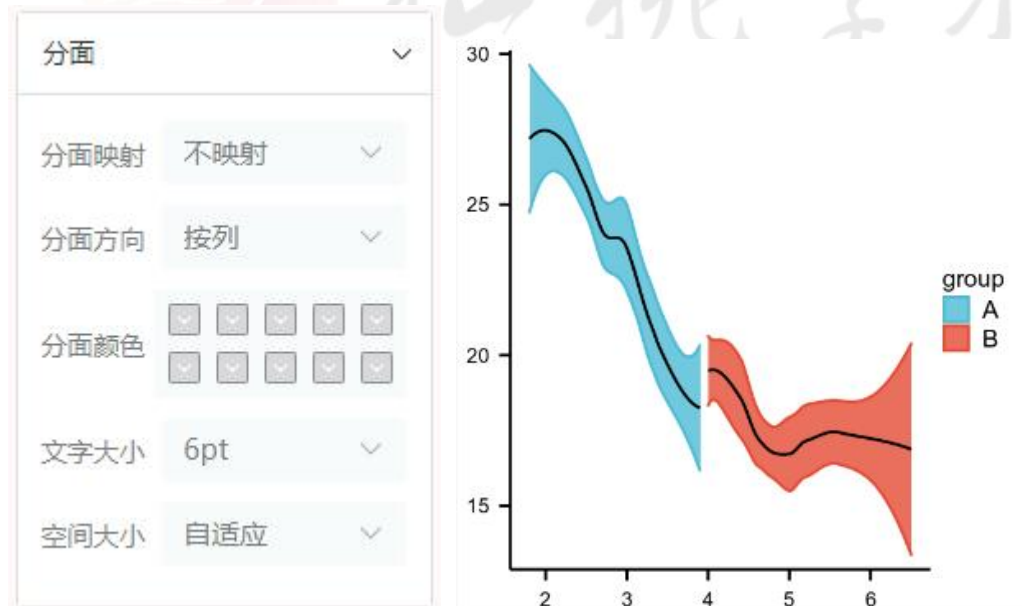 分面
分面映射 不映射
分面方向 按列
分面颜色
文字大小 6pt
空间大小 自适应
30
25
20
15
2 3 4 5 6
group
A
B